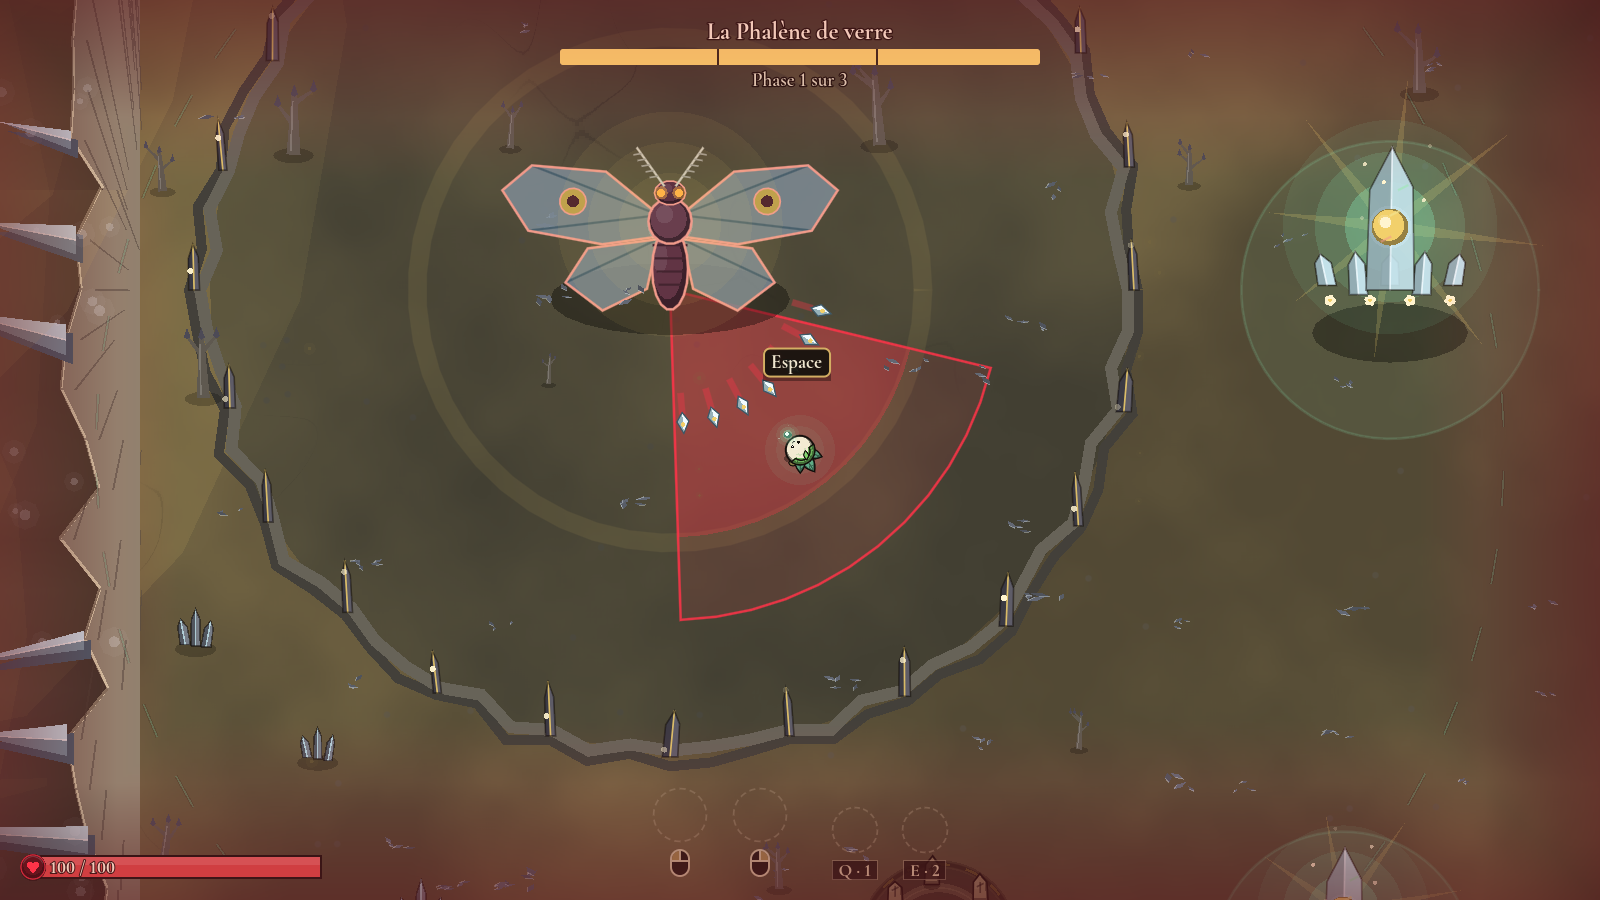 La Phalène de verre
Phase 1 sur 3
Espace
100 / 100
Q · 1
E · 2